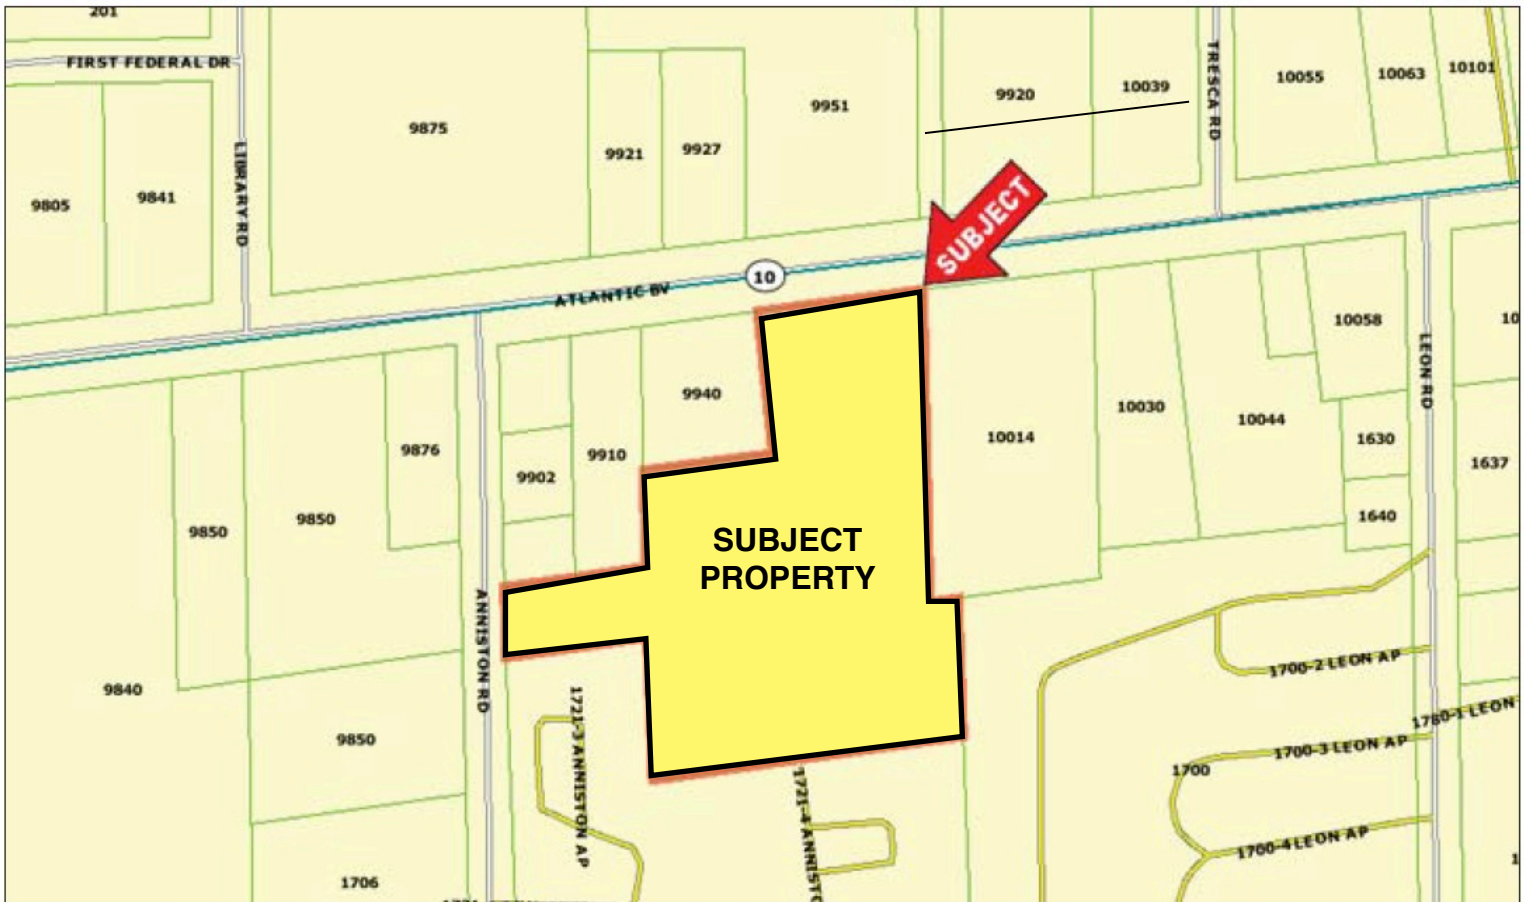 201
FIRST FEDERAL DR
9875
9951
9920
10039
TRESCA RD
10055
10063
10101
9921
9927
LIBRARY RD
9805
9841
SUBJECT
10
ATLANTIC BV
10058
10
LEON RD
9940
9876
9902
9910
10014
10030
10044
1630
1637
9850
9850
1640
SUBJECT
PROPERTY
ANNISTON RD
9840
9850
1721-3 ANNISTON AP
1721-4 ANNISTO
1700-2 LEON AP
1780-1 LEON
1700-3 LEON AP
1700
1700-4 LEON AP
1706
1